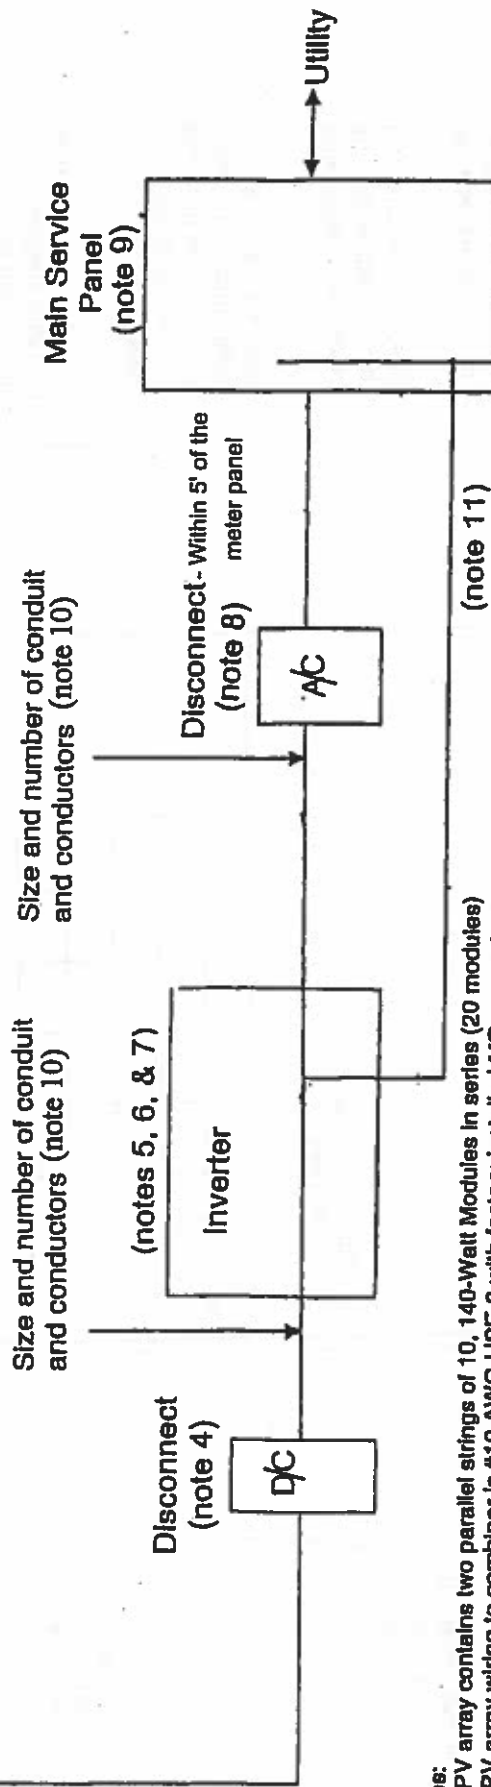 Size and number of conduit
and conductors (note 10)
Size and number of conduit
and conductors (note 10)
Disconnect
(note 4)
D/C
(notes 5, 6, & 7)
Inverter
Disconnect - Within 5' of the
meter panel
(note 8)
A/C
Main Service
Panel
(note 9)
Utility
(note 11)
PV array contains two parallel strings of 10, 140-Watt Modules in series (20 modules)